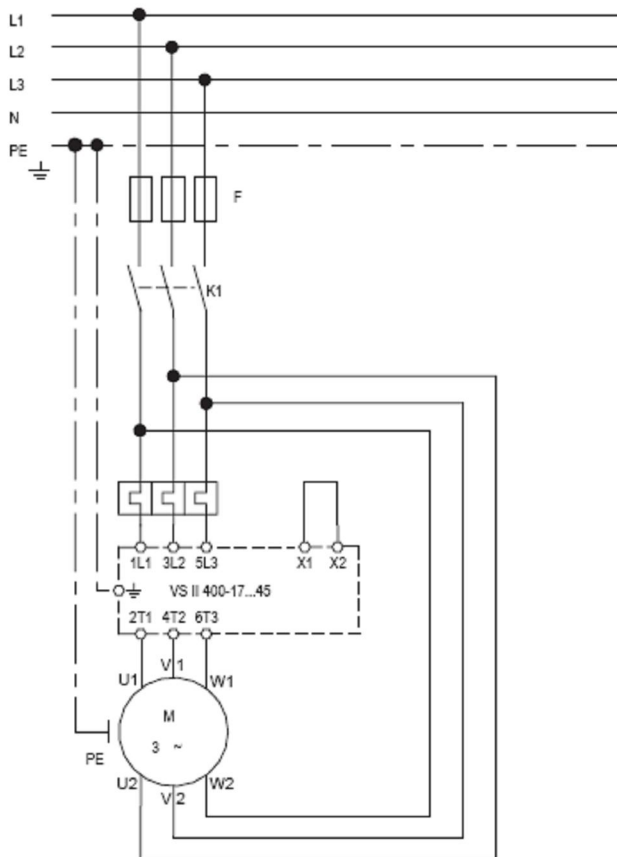 L1
L2
L3
N
PE
F
K1
1L1 3L2 5L3 X1 X2
VS II 400-17...45
2T1 4T2 6T3
U1 V1 W1
M
3 ~
PE
U2 V2 W2